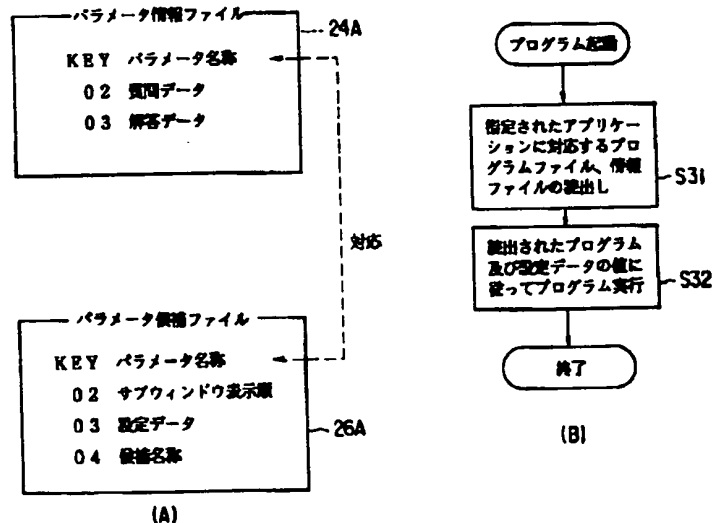 パラメータ情報ファイル
24A
KEY パラメータ名称
02 質問データ
03 解答データ
対応
パラメータ候補ファイル
KEY パラメータ名称
02 サブウィンドウ表示順
03 設定データ
04 候補名称
26A
(A)
プログラム起動
指定されたアプリケー
ションに対応するプロ
グラムファイル、情報
ファイルの読出し
S31
読出されたプログラム
及び設定データの値に
従ってプログラム実行
S32
終了
(B)